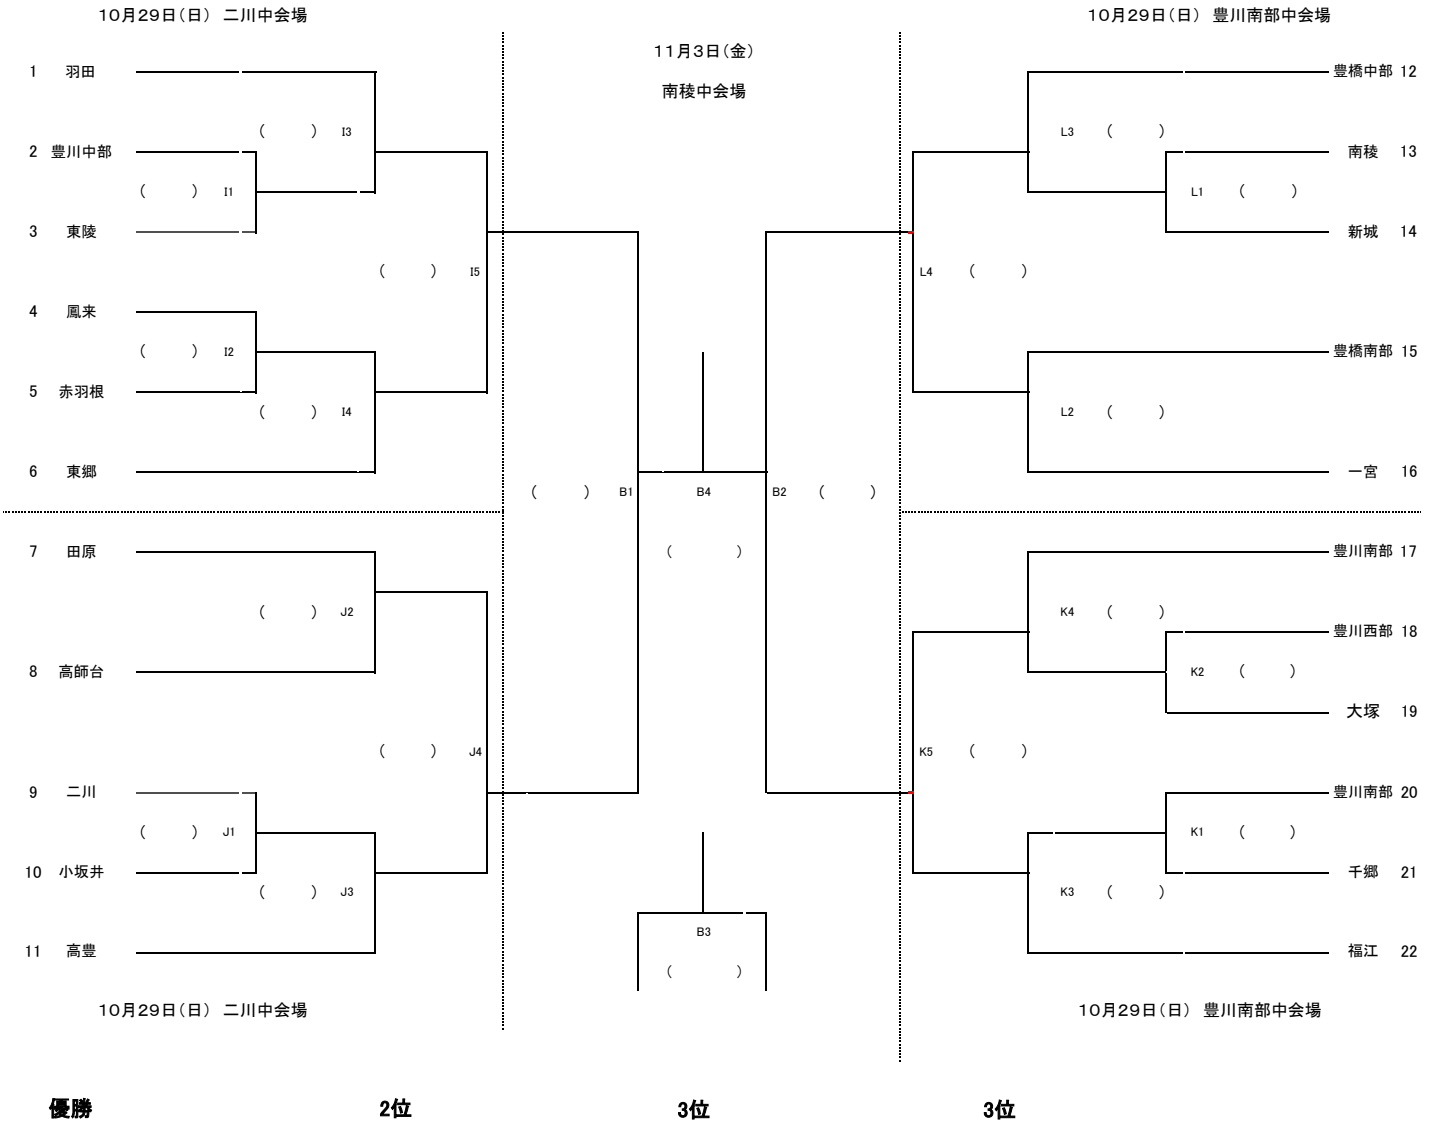 10月29日(日) 二川中会場
10月29日(日) 豊川南部中会場
11月3日(金)
南稜中会場
1 羽田
( ) I3
2 豊川中部
( ) I1
3 東陵
( ) I5
4 鳳来
( ) I2
5 赤羽根
( ) I4
6 東郷
7 田原
( ) J2
8 高師台
( ) J4
9 二川
( ) J1
10 小坂井
( ) J3
11 高豊
10月29日(日) 二川中会場
( ) B1
B4
( )
B2 ( )
B3
( )
豊橋中部 12
L3 ( )
南稜 13
L1 ( )
新城 14
L4 ( )
豊橋南部 15
L2 ( )
一宮 16
豊川南部 17
K4 ( )
豊川西部 18
K2 ( )
大塚 19
K5 ( )
豊川南部 20
K1 ( )
千郷 21
K3 ( )
福江 22
10月29日(日) 豊川南部中会場
優勝 2位 3位 3位